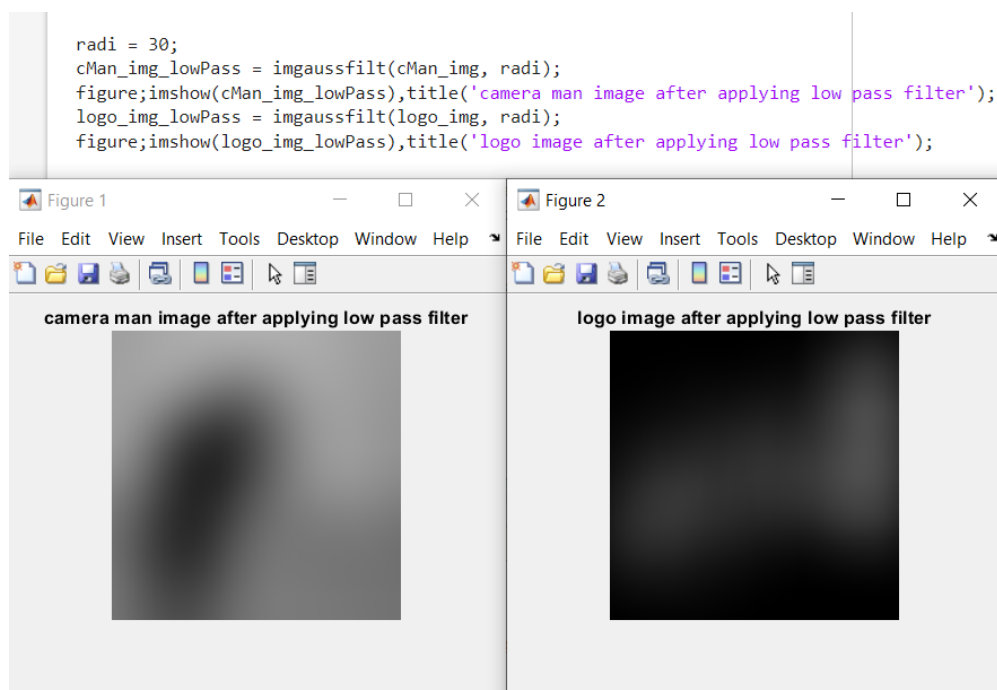 radi = 30;
cMan_img_lowPass = imgaussfilt(cMan_img, radi);
figure;imshow(cMan_img_lowPass),title('camera man image after applying low pass filter');
logo_img_lowPass = imgaussfilt(logo_img, radi);
figure;imshow(logo_img_lowPass),title('logo image after applying low pass filter');
Figure 1
File Edit View Insert Tools Desktop Window Help
camera man image after applying low pass filter
Figure 2
File Edit View Insert Tools Desktop Window Help
logo image after applying low pass filter